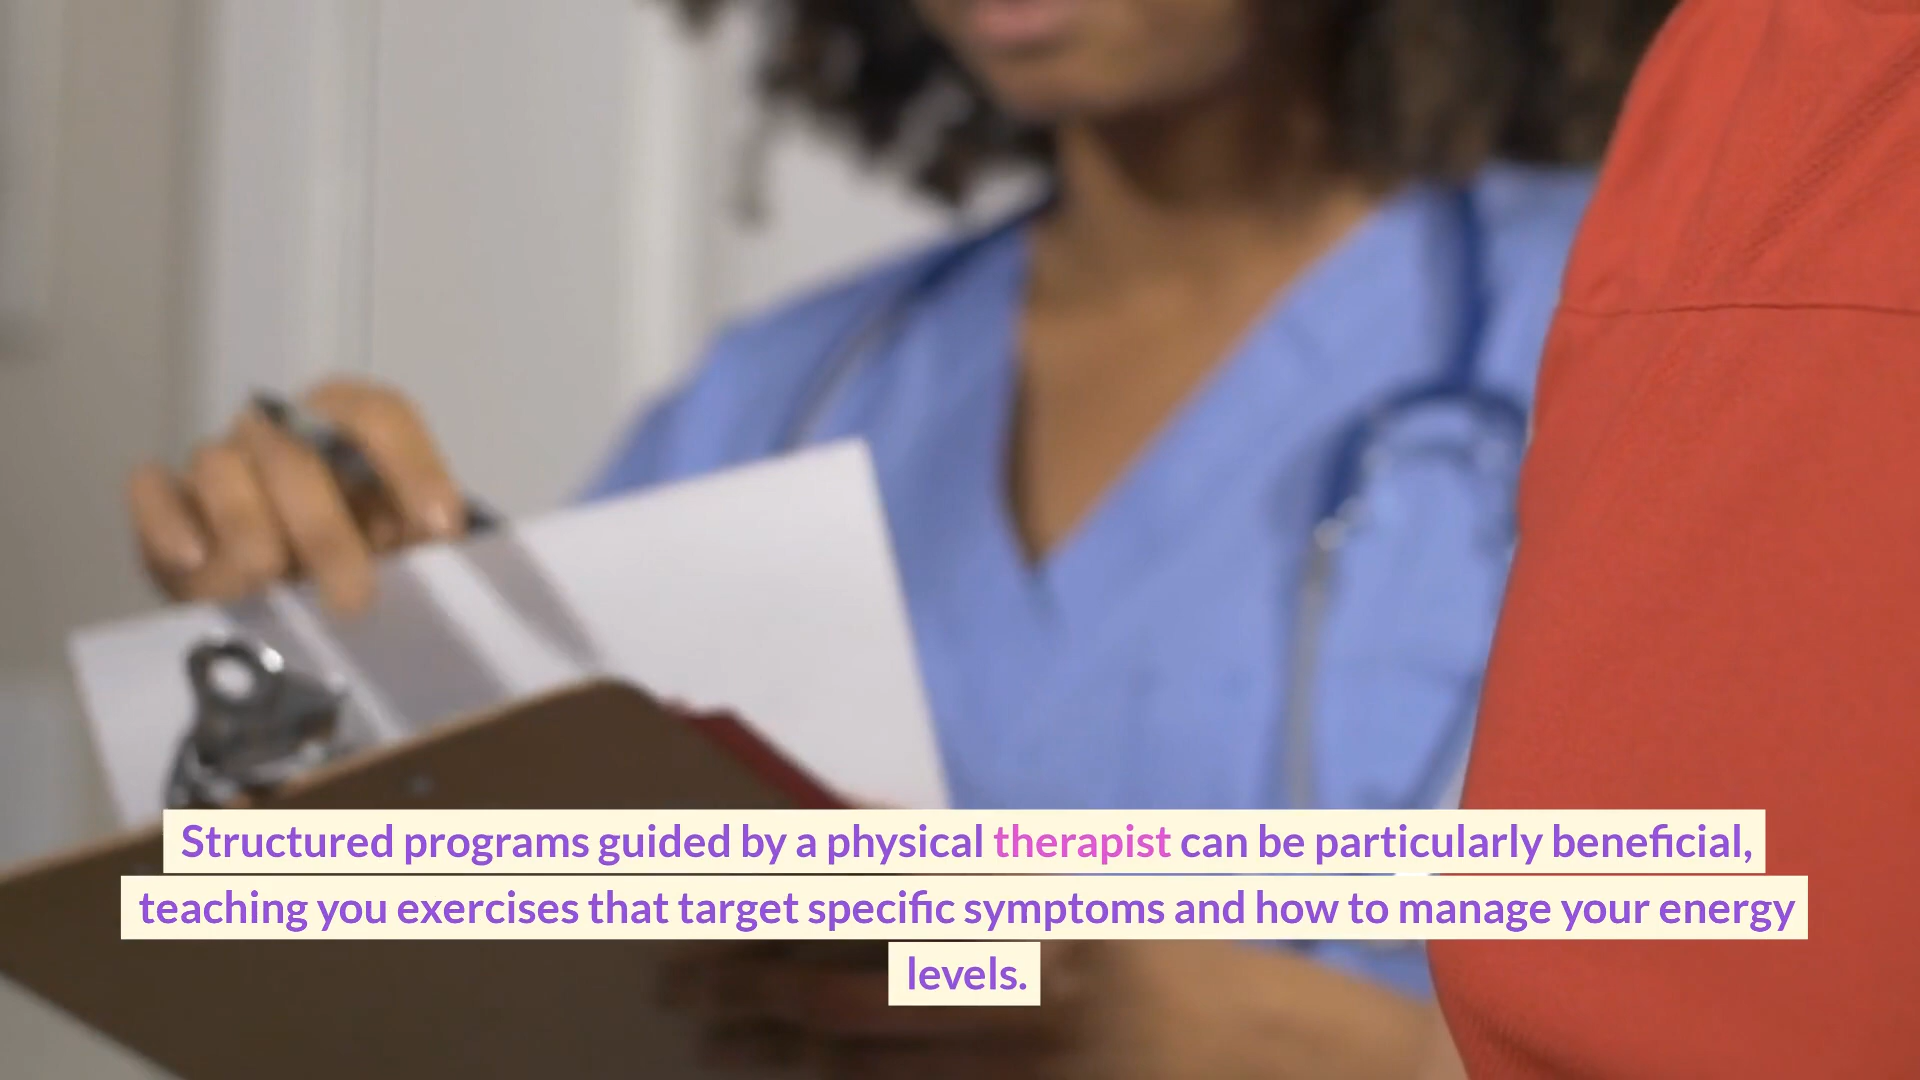 Structured programs guided by a physical therapist can be particularly beneficial,
teaching you exercises that target specific symptoms and how to manage your energy
levels.